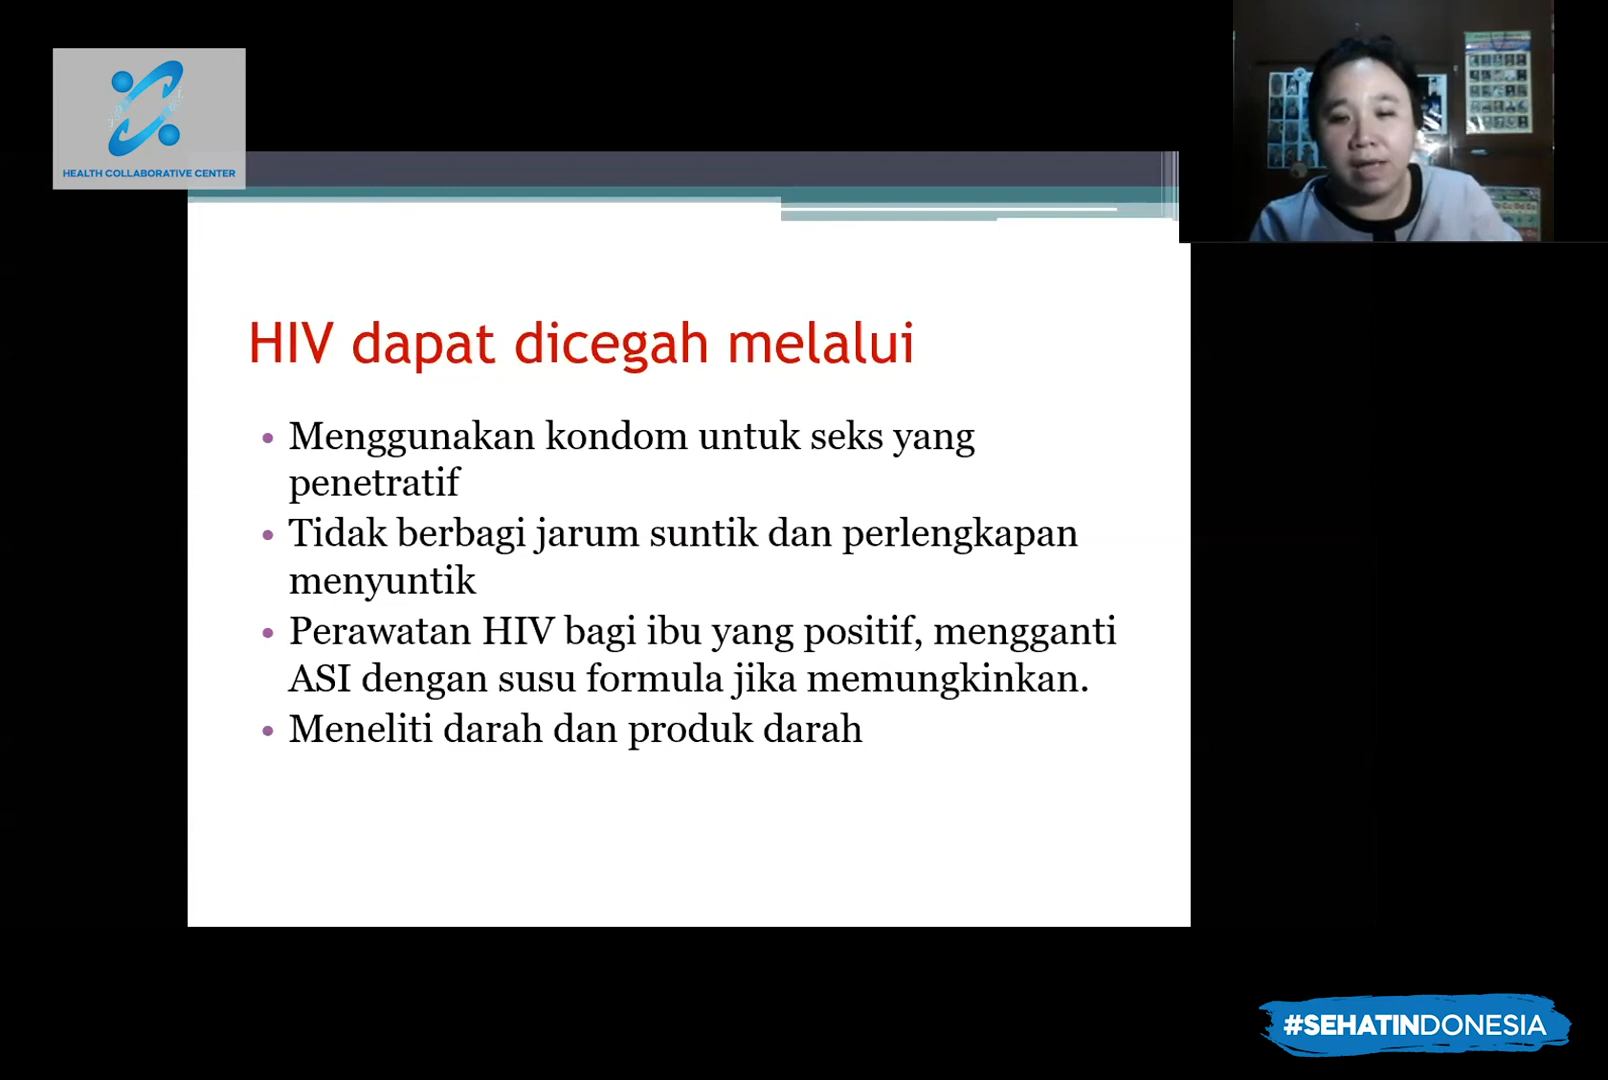 HEALTH COLLABORATIVE CENTER
HIV dapat dicegah melalui
• Menggunakan kondom untuk seks yang
penetratif
• Tidak berbagi jarum suntik dan perlengkapan
menyuntik
• Perawatan HIV bagi ibu yang positif, mengganti
ASI dengan susu formula jika memungkinkan.
• Meneliti darah dan produk darah
#SEHATINDONESIA